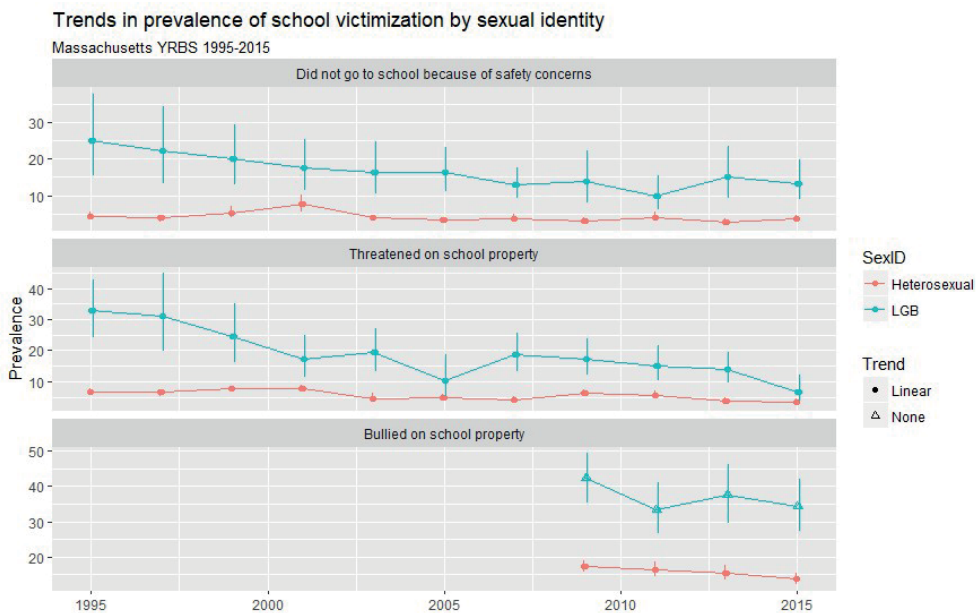 Trends in prevalence of school victimization by sexual identity
Massachusetts YRBS 1995-2015
Did not go to school because of safety concerns
30
20
10
Threatened on school property
40
30
20
10
Prevalence
Bullied on school property
50
40
30
20
1995 2000 2005 2010 2015
SexID
Heterosexual
LGB
Trend
Linear
None